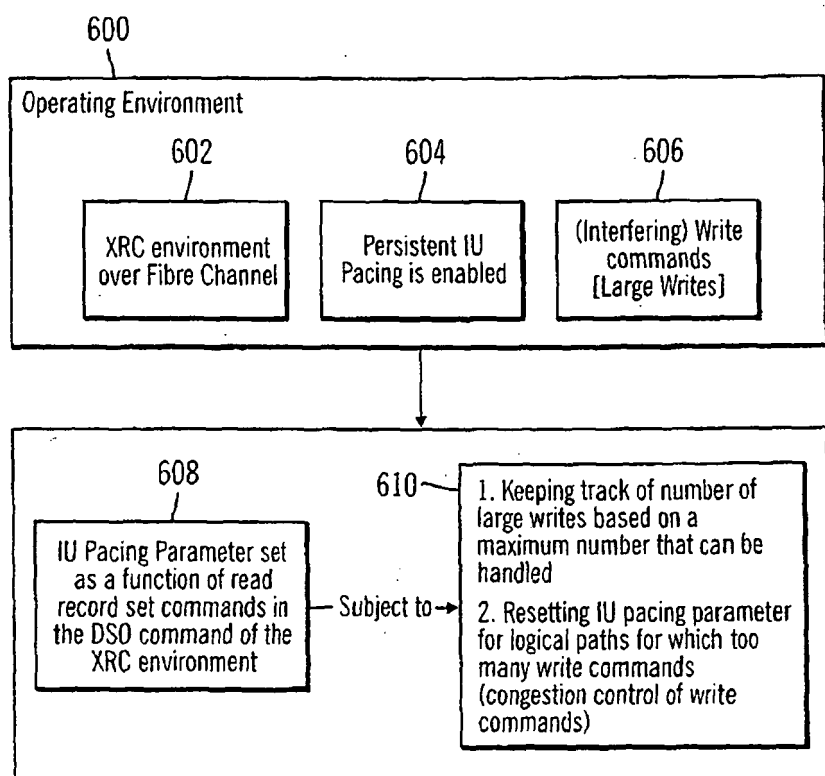 600
Operating Environment
602
604
606
XRC environment
over Fibre Channel
Persistent IU
Pacing is enabled
(Interfering) Write
commands
[Large Writes]
608
IU Pacing Parameter set
as a function of read
record set commands in
the DSO command of the
XRC environment
Subject to
610
1. Keeping track of number of
large writes based on a
maximum number that can be
handled
2. Resetting IU pacing parameter
for logical paths for which too
many write commands
(congestion control of write
commands)